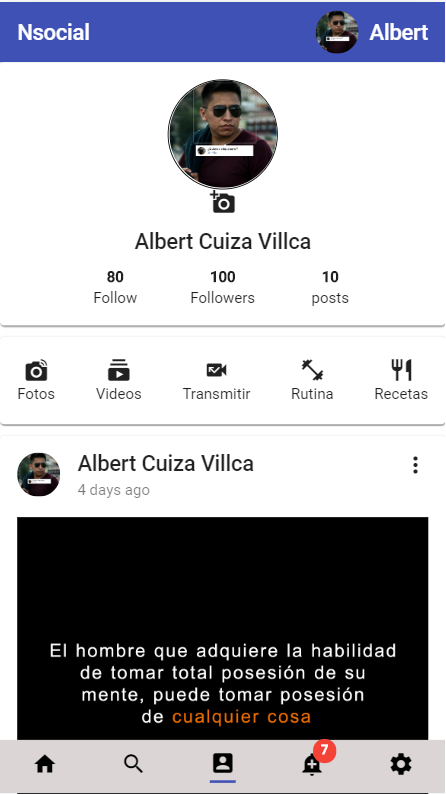 Nsocial
Albert
Albert Cuiza Villca
80 100 10
Follow Followers posts
Fotos Videos Transmitir Rutina Recetas
Albert Cuiza Villca
4 days ago
El hombre que adquiere la habilidad
de tomar total posesión de su
mente, puede tomar posesión
de cualquier cosa
7